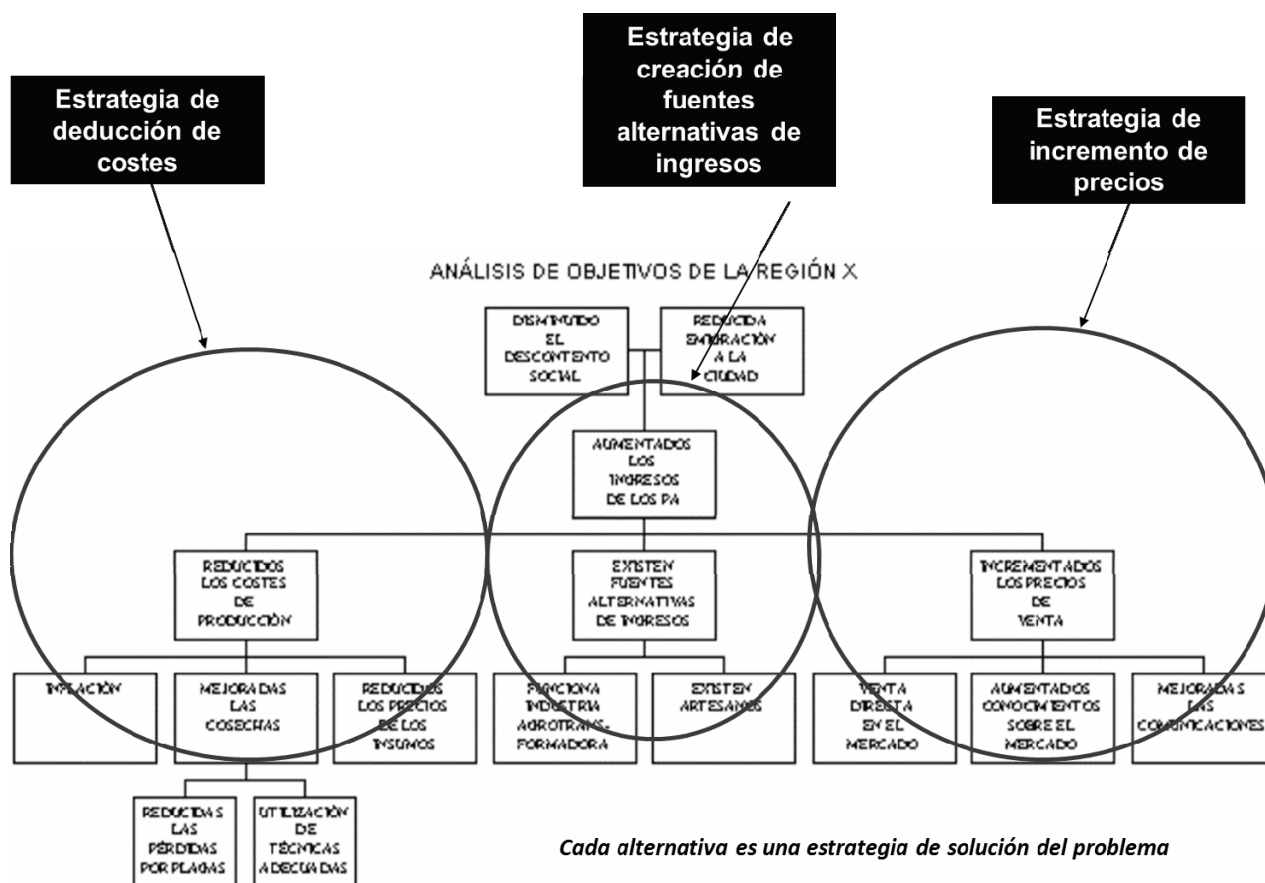 Estrategia de
deducción de
costes
Estrategia de
creación de
fuentes
alternativas de
ingresos
Estrategia de
incremento de
precios
ANÁLISIS DE OBJETIVOS DE LA REGIÓN X
DISMINUIDO
EL
DESCONTENTO
SOCIAL
REDUCIDA
EMIGRACIÓN
A LA
CIUDAD
AUMENTADOS
LOS
INGRESOS
DE LOS PA
REDUCIDOS
LOS COSTES
DE
PRODUCCIÓN
EXISTEN
FUENTES
ALTERNATIVAS
DE INGRESOS
INCREMENTADOS
LOS PRECIOS
DE
VENTA
INFLACIÓN
MEJORADAS
LAS
COSECHAS
REDUCIDOS
LOS PRECIOS
DE LOS
INSUMOS
FUNCIONA
INDUSTRIA
AGROTRANS-
FORMADORA
EXISTEN
ARTESANOS
VENTA
DIRECTA
EN EL
MERCADO
AUMENTADOS
CONOCIMIENTOS
SOBRE EL
MERCADO
MEJORADAS
LAS
COMUNICACIONES
REDUCIDAS
LAS
PÉRDIDAS
POR PLAGAS
UTILIZACIÓN
DE
TÉCNICAS
ADECUADAS
Cada alternativa es una estrategia de solución del problema